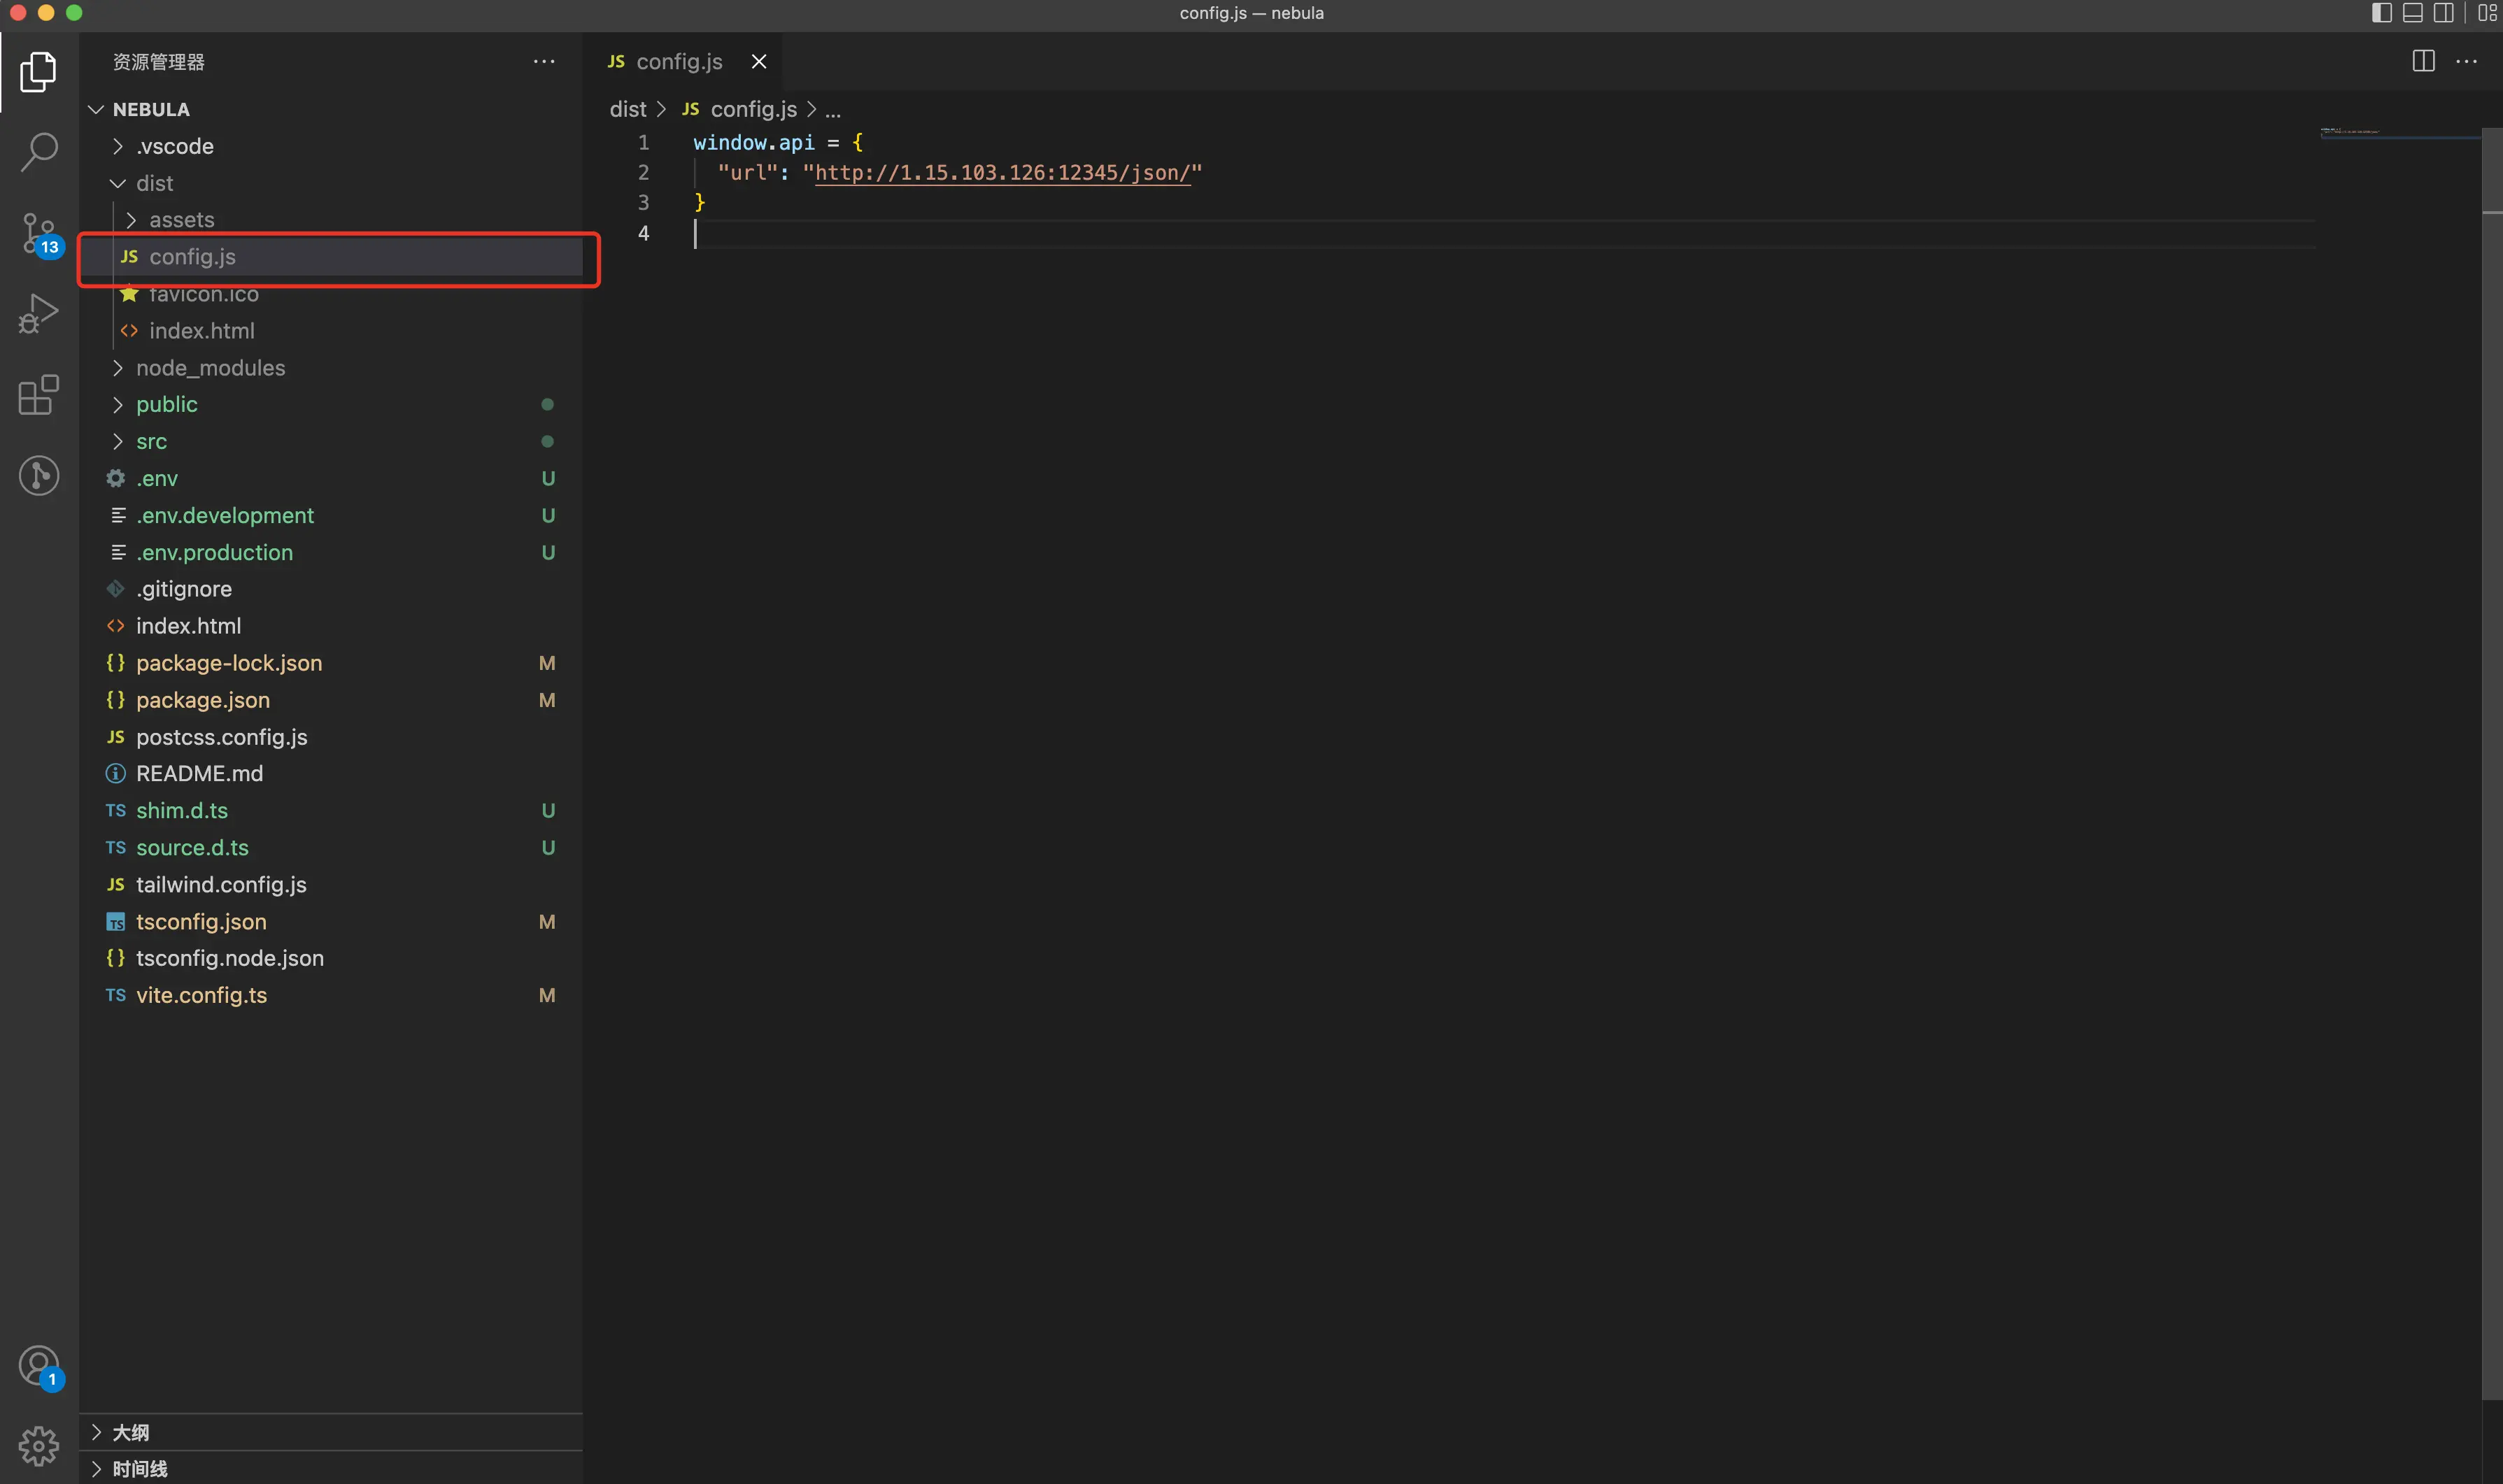 config.js — nebula
资源管理器
NEBULA
.vscode
dist
assets
JS config.js
favicon.ico
index.html
node_modules
public
src
.env U
.env.development U
.env.production U
.gitignore
index.html
{} package-lock.json M
{} package.json M
JS postcss.config.js
README.md
TS shim.d.ts U
TS source.d.ts U
JS tailwind.config.js
TS tsconfig.json M
{} tsconfig.node.json
TS vite.config.ts M
大纲
时间线
13
1
JS config.js
dist > JS config.js > ...
1 window.api = {
2 "url": "http://1.15.103.126:12345/json/"
3 }
4